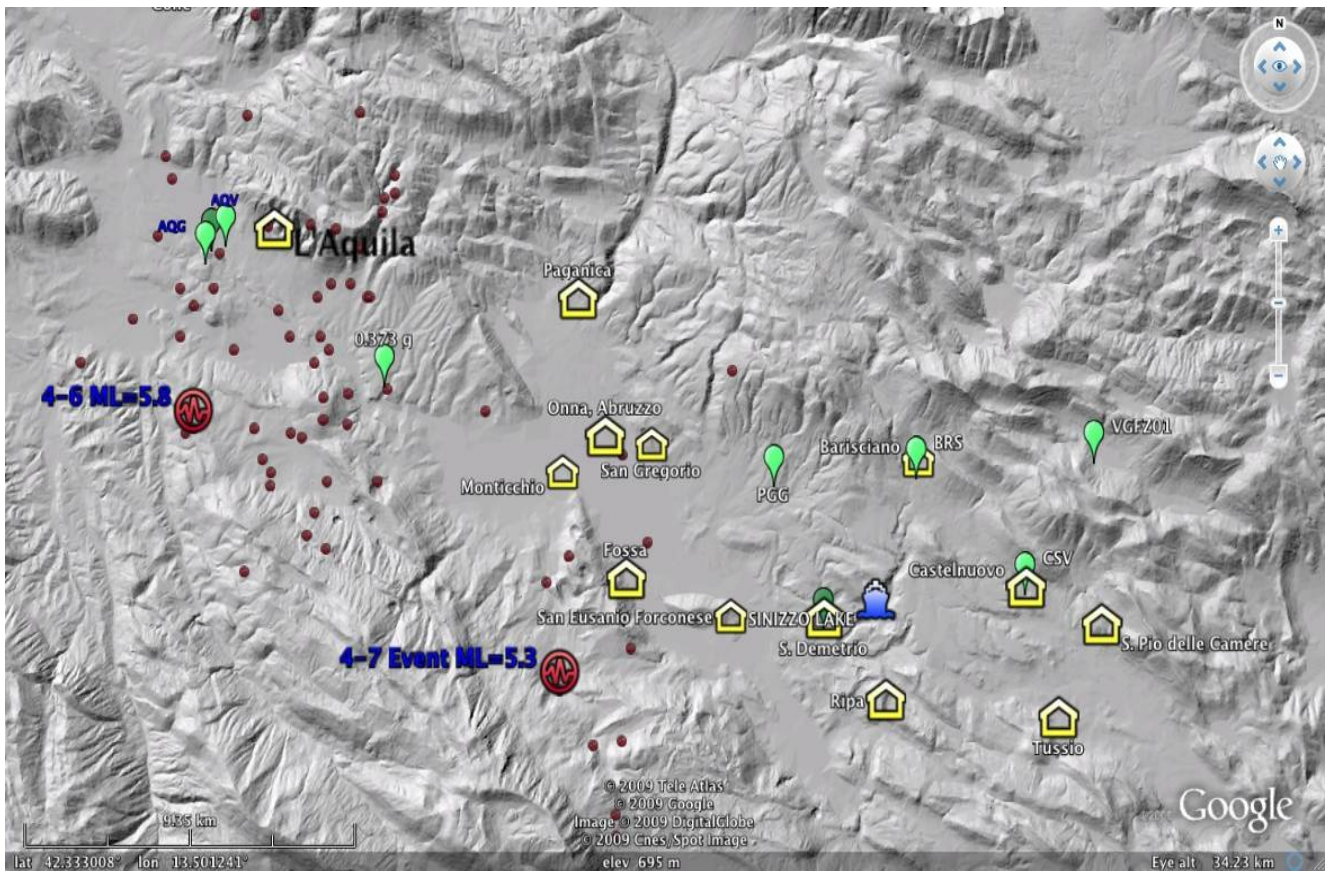 N
AQV
AQG
L'Aquila
Paganica
0.373 g
4-6 ML=5.8
Onna, Abruzzo
San Gregorio
Monticchio
PGG
Barisciano
BRS
VGFZ01
Fossa
Castelnuovo
CSV
San Eusanio Forconese
SINIZZO LAKE
S. Demetrio
S. Pio delle Camere
4-7 Event ML=5.3
Ripa
Tussio
© 2009 Tele Atlas
© 2009 Google
Image © 2009 DigitalGlobe
© 2009 Cnes/Spot Image
Google
9.35 km
lat 42.333008° lon 13.501241° elev 695 m Eye alt 34.23 km